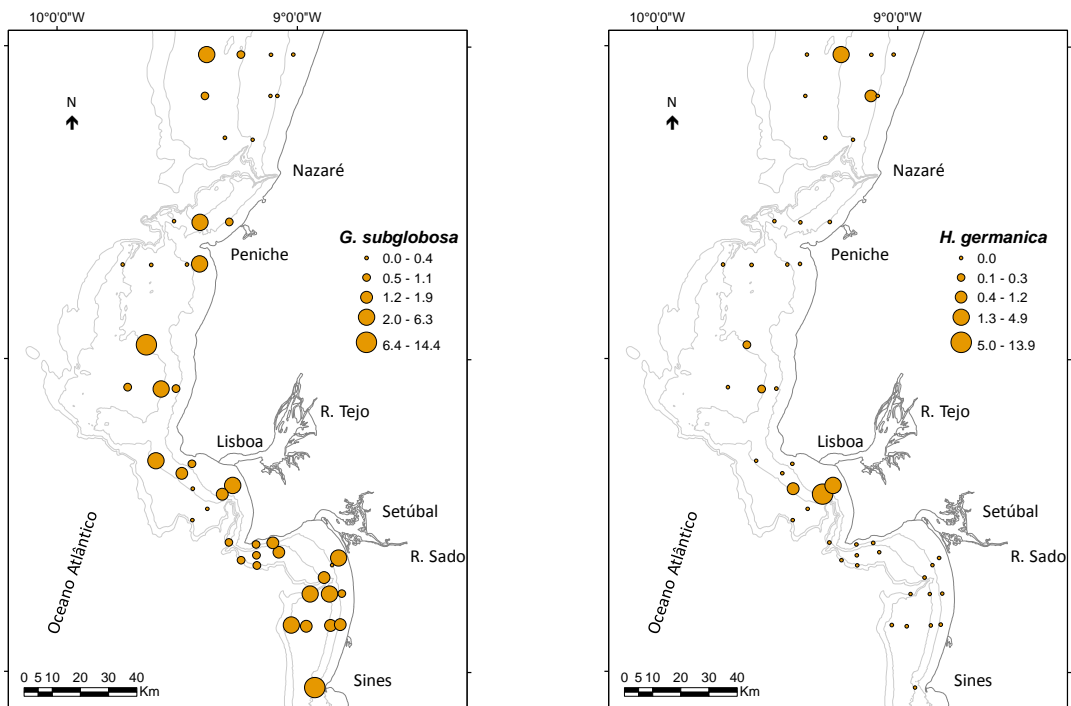 10°0'0"W 9°0'0"W
N
Nazaré
G. subglobosa
Peniche
0.0 - 0.4
0.5 - 1.1
1.2 - 1.9
2.0 - 6.3
6.4 - 14.4
R. Tejo
Lisboa
Setúbal
R. Sado
Oceano Atlântico
Sines
0 5 10 20 30 40
Km
10°0'0"W 9°0'0"W
N
Nazaré
H. germanica
Peniche
0.0
0.1 - 0.3
0.4 - 1.2
1.3 - 4.9
5.0 - 13.9
R. Tejo
Lisboa
Setúbal
R. Sado
Oceano Atlântico
Sines
0 5 10 20 30 40
Km